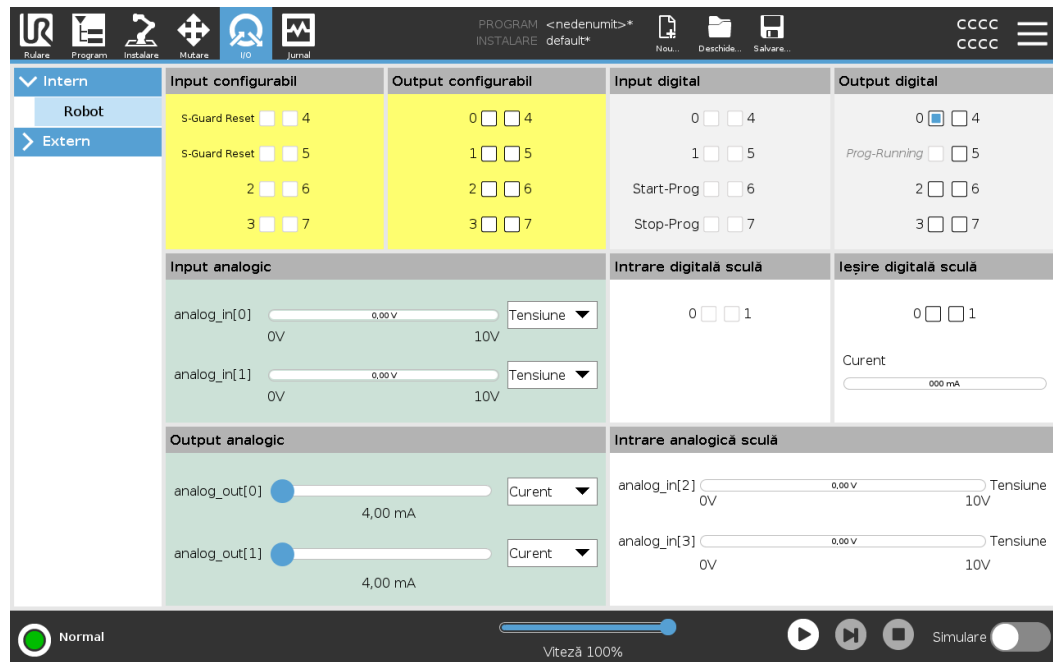 PROGRAM <nedenumit>*
INSTALARE default*
CCCC
CCCC
UR
Rulare Program Instalare Mutare I/O Jurnal Nou... Deschide... Salvare...
Intern
Robot
Extern
Input configurabil
S-Guard Reset 4
S-Guard Reset 5
2 6
3 7
Output configurabil
0 4
1 5
2 6
3 7
Input digital
0 4
1 5
Start-Prog 6
Stop-Prog 7
Output digital
0 4
Prog-Running 5
2 6
3 7
Input analogic
analog_in[0] 0,00 V Tensiune
0V 10V
analog_in[1] 0,00 V Tensiune
0V 10V
Intrare digitală sculă
0 1
Ieșire digitală sculă
0 1
Curent
000 mA
Output analogic
analog_out[0] Curent
4,00 mA
analog_out[1] Curent
4,00 mA
Intrare analogică sculă
analog_in[2] 0,00 V Tensiune
0V 10V
analog_in[3] 0,00 V Tensiune
0V 10V
Normal
Viteză 100%
Simulare